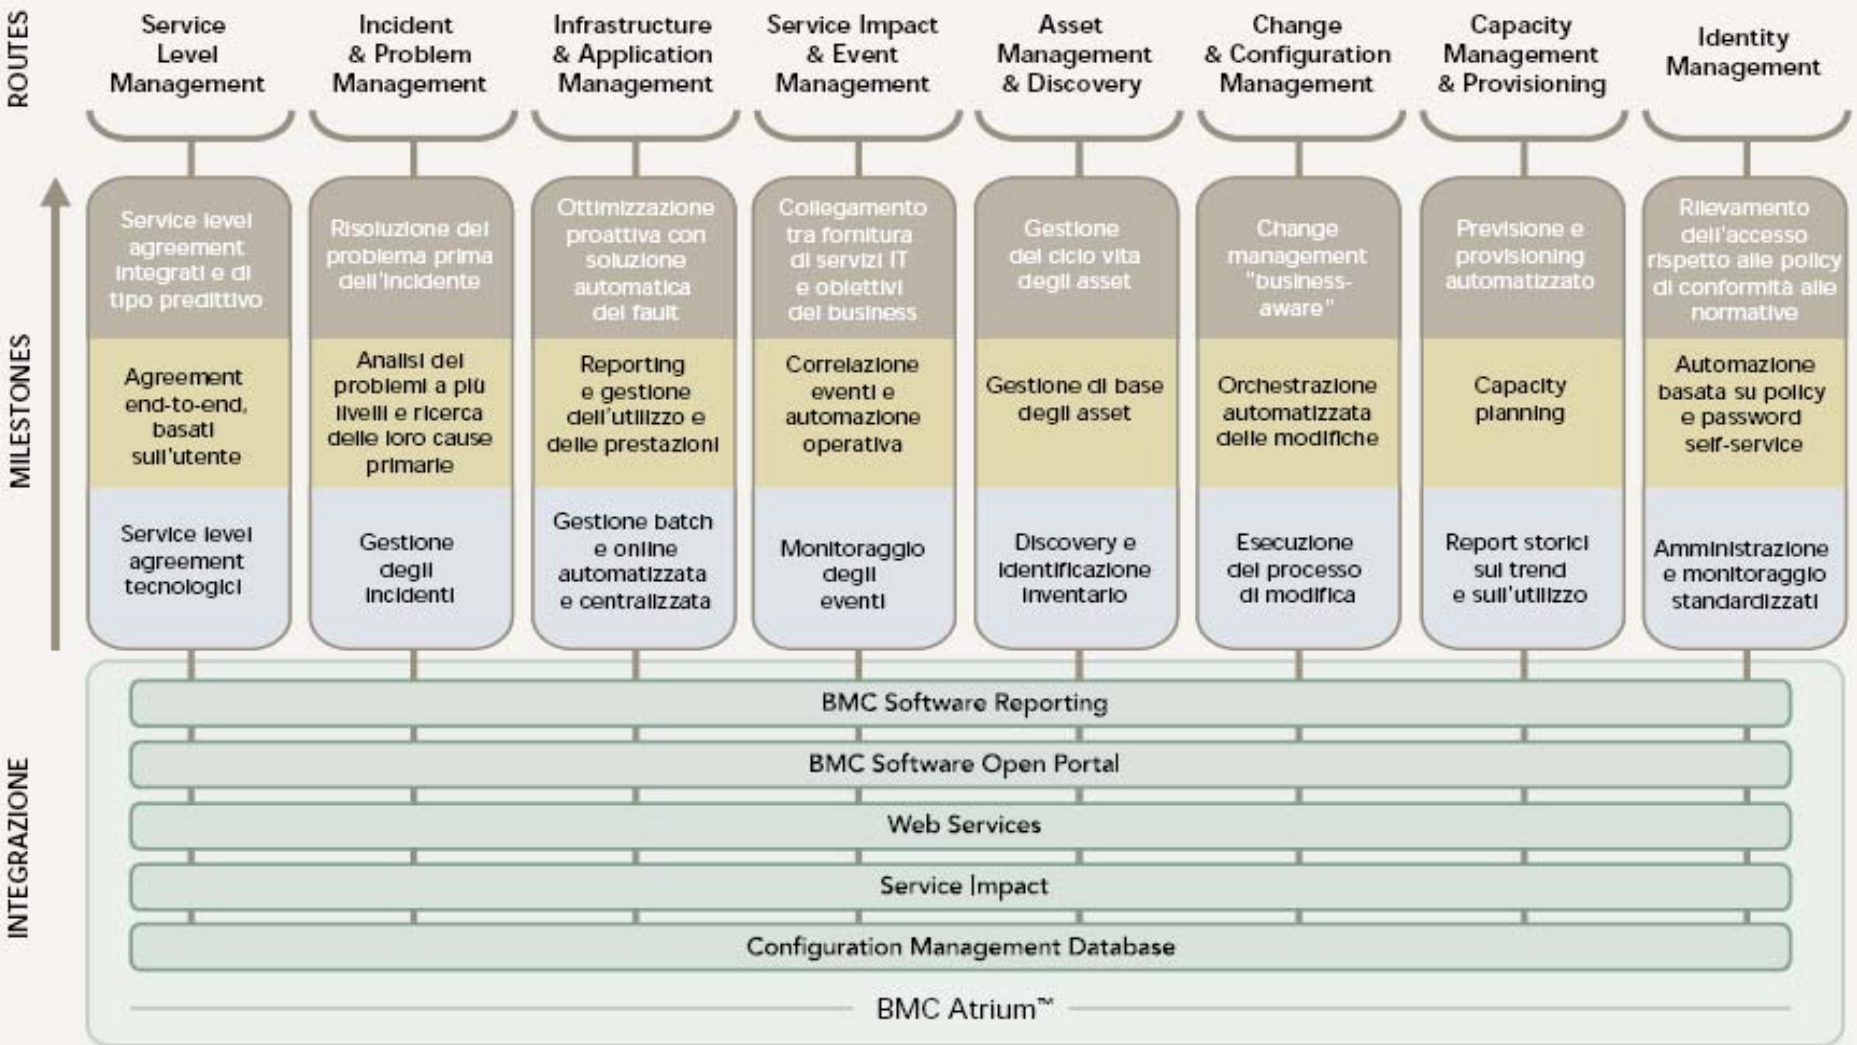 ROUTES
Service
Level
Management
Incident
& Problem
Management
Infrastructure
& Application
Management
Service Impact
& Event
Management
Asset
Management
& Discovery
Change
& Configuration
Management
Capacity
Management
& Provisioning
Identity
Management
MILESTONES
Service level
agreement
integrati e di
tipo predittivo
Risoluzione del
problema prima
dell'incidente
Ottimizzazione
proattiva con
soluzione
automatica
dei fault
Collegamento
tra fornitura
di servizi IT
e obiettivi
del business
Gestione
del ciclo vita
degli asset
Change
management
"business-
aware"
Previsione e
provisioning
automatizzato
Rilevamento
dell'accesso
rispetto alle policy
di conformità alle
normative
Agreement
end-to-end,
basati
sull'utente
Analisi dei
problemi a più
livelli e ricerca
delle loro cause
primarie
Reporting
e gestione
dell'utilizzo e
delle prestazioni
Correlazione
eventi e
automazione
operativa
Gestione di base
degli asset
Orchestrazione
automatizzata
delle modifiche
Capacity
planning
Automazione
basata su policy
e password
self-service
Service level
agreement
tecnologici
Gestione
degli
incidenti
Gestione batch
e online
automatizzata
e centralizzata
Monitoraggio
degli
eventi
Discovery e
identificazione
inventario
Esecuzione
del processo
di modifica
Report storici
sui trend
e sull'utilizzo
Amministrazione
e monitoraggio
standardizzati
INTEGRAZIONE
BMC Software Reporting
BMC Software Open Portal
Web Services
Service Impact
Configuration Management Database
BMC Atrium™